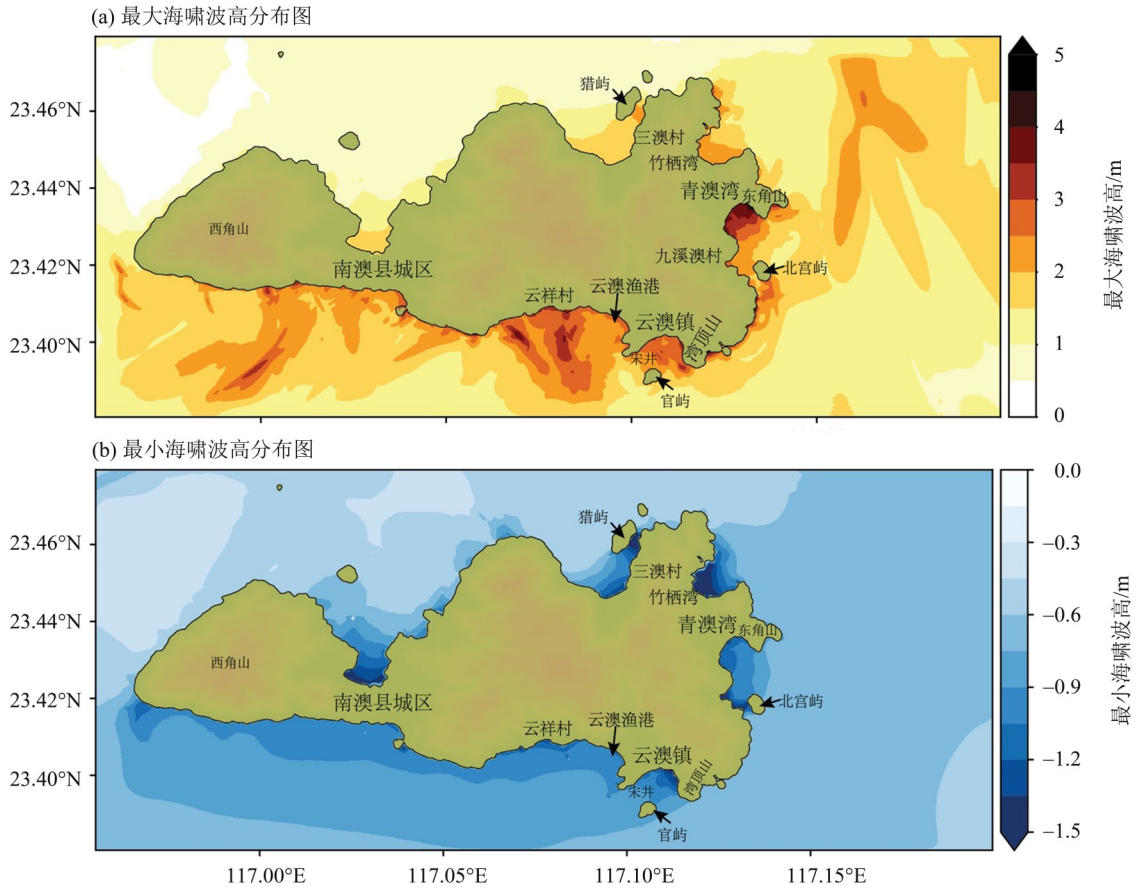 (a) 最大海啸波高分布图
猎屿
三澳村
竹栖湾
青澳湾
东角山
西角山
九溪澳村
北宫屿
南澳县城区
云澳渔港
云祥村
云澳镇
湾顶山
宋井
官屿
23.46°N
23.44°N
23.42°N
23.40°N
5
4
3
2
1
0
最大海啸波高/m
(b) 最小海啸波高分布图
猎屿
三澳村
竹栖湾
青澳湾
东角山
西角山
北宫屿
南澳县城区
云澳渔港
云祥村
云澳镇
湾顶山
宋井
官屿
23.46°N
23.44°N
23.42°N
23.40°N
0.0
–0.3
–0.6
–0.9
–1.2
–1.5
最小海啸波高/m
117.00°E
117.05°E
117.10°E
117.15°E